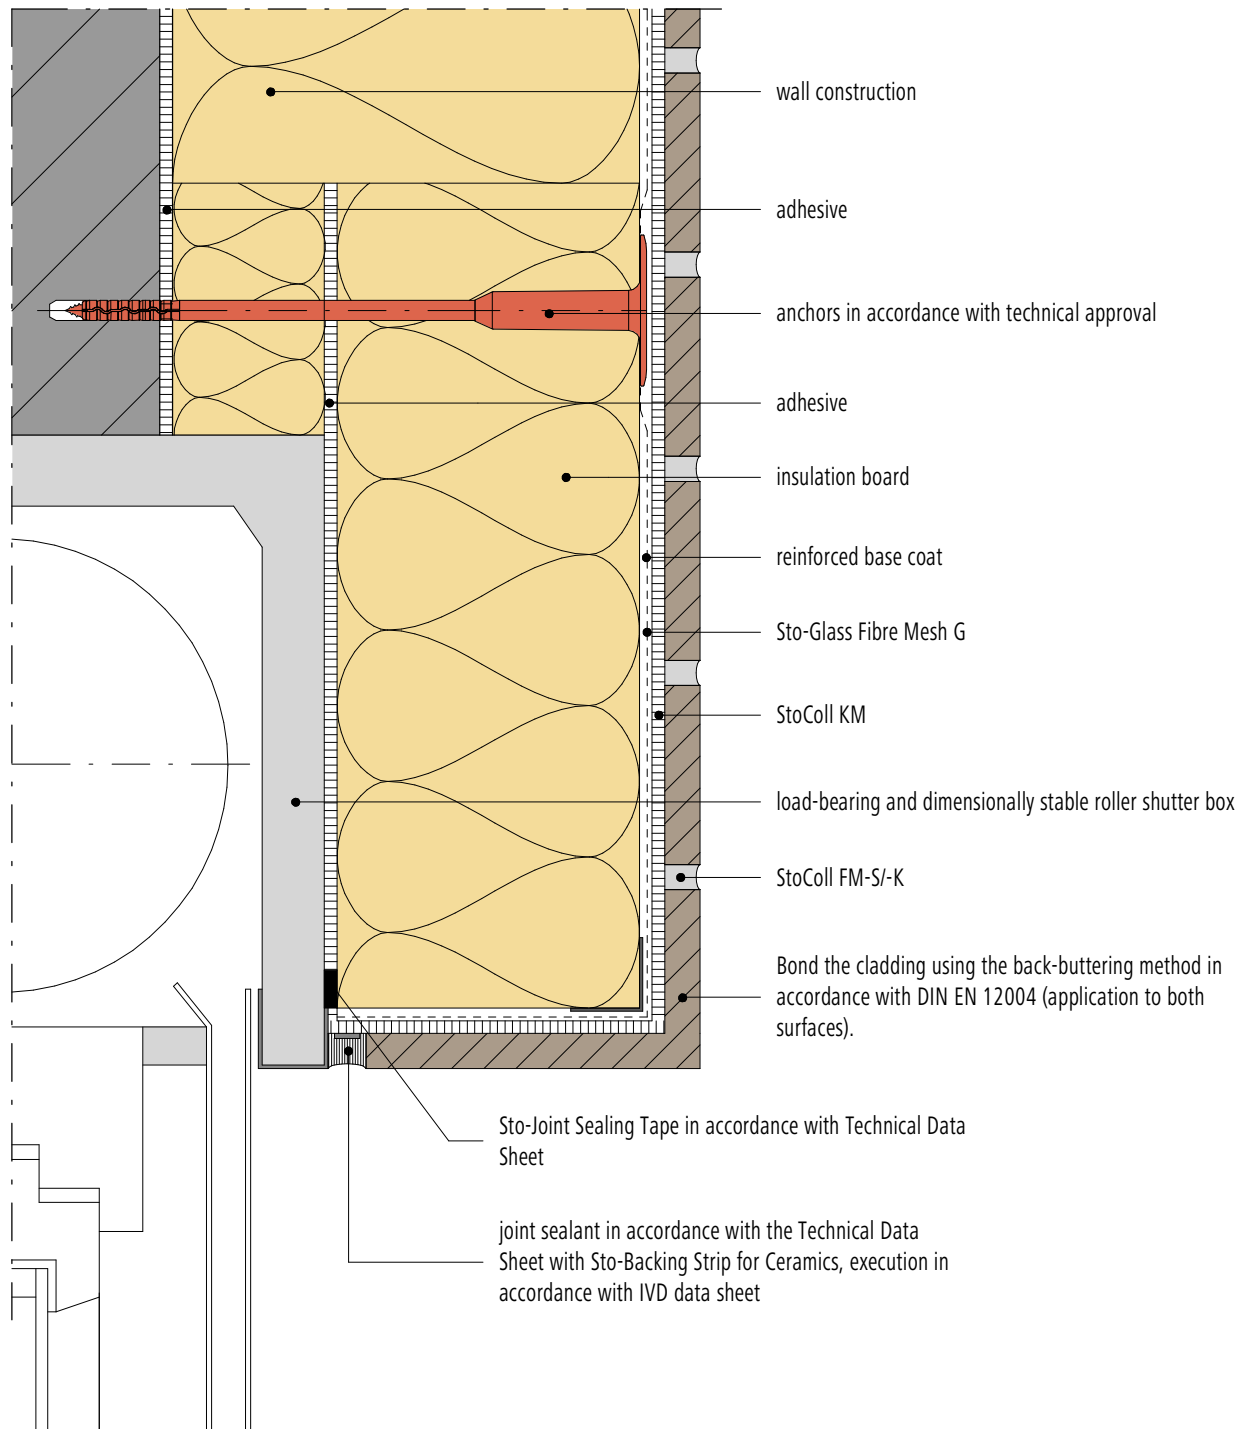 wall construction
adhesive
anchors in accordance with technical approval
adhesive
insulation board
reinforced base coat
Sto-Glass Fibre Mesh G
StoColl KM
load-bearing and dimensionally stable roller shutter box
StoColl FM-S/-K
Bond the cladding using the back-buttering method in
accordance with DIN EN 12004 (application to both
surfaces).
Sto-Joint Sealing Tape in accordance with Technical Data
Sheet
joint sealant in accordance with the Technical Data
Sheet with Sto-Backing Strip for Ceramics, execution in
accordance with IVD data sheet